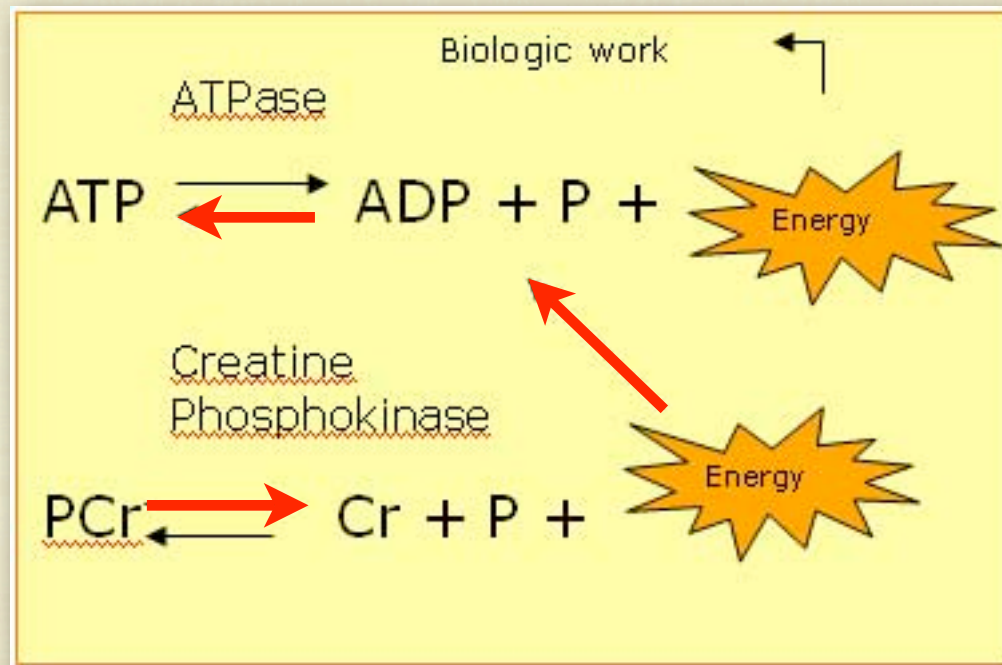 Biologic work
ATPase
ATP ADP + P + Energy
Creatine
Phosphokinase
PCr Cr + P + Energy